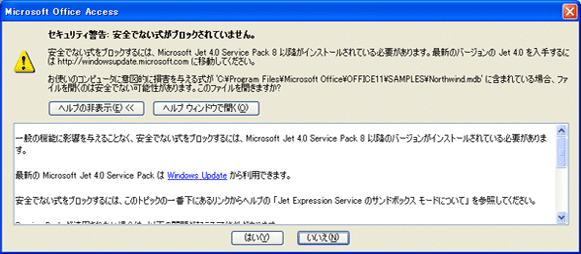 Microsoft Office Access
セキュリティ警告: 安全でない式がブロックされていません。
安全でない式をブロックするには、Microsoft Jet 4.0 Service Pack 8 以降がインストールされている必要があります。最新のバージョンの Jet 4.0 を入手する
には http://windowsupdate.microsoft.com に移動してください。
お使いのコンピュータに意図的に損害を与える式が 'C:¥Program Files¥Microsoft Office¥OFFICE11¥SAMPLES¥Northwind.mdb' に含まれている場合、ファ
イルを開くのは安全でない可能性があります。このファイルを開きますか?
ヘルプの非表示(E) <<
ヘルプ ウィンドウで開く(O)
一般の機能に影響を与えることなく、安全でない式をブロックするには、Microsoft Jet 4.0 Service Pack 8 以降のバージョンがインストールされている必要がありま
す。
最新の Microsoft Jet 4.0 Service Pack は Windows Update から利用できます。
安全でない式をブロックするには、このトピックの一番下にあるリンクからヘルプの「Jet Expression Service のサンドボックス モードについて」を参照してください。
はい(Y)
いいえ(N)